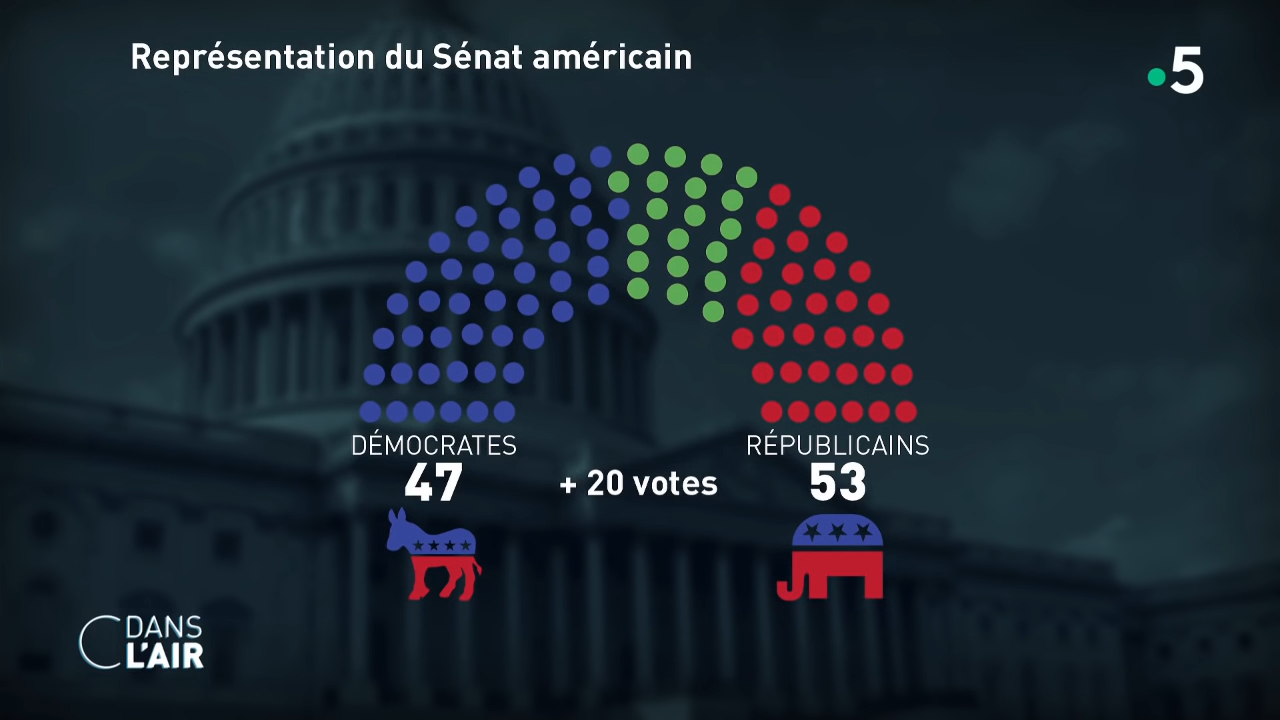 Représentation du Sénat américain
5
DÉMOCRATES
47
+ 20 votes
RÉPUBLICAINS
53
C DANS
L'AIR